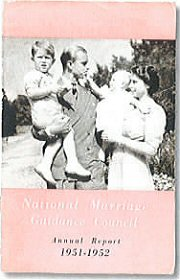 National Marriage
Guidance Council
Annual Report
1951-1952